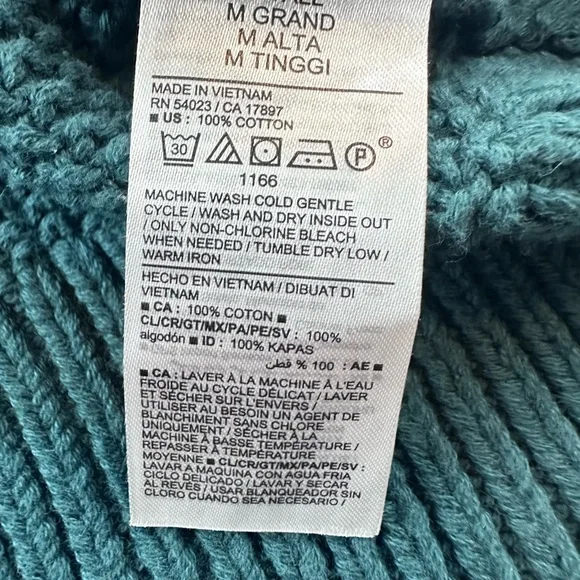 M GRAND
M ALTA
M TINGGI
MADE IN VIETNAM
RN 54023 / CA 17897
■ US : 100% COTTON
30 P ®
1166
MACHINE WASH COLD GENTLE
CYCLE / WASH AND DRY INSIDE OUT
/ ONLY NON-CHLORINE BLEACH
WHEN NEEDED / TUMBLE DRY LOW /
WARM IRON
HECHO EN VIETNAM / DIBUAT DI
VIETNAM
■ CA : 100% COTON ■
CL/CR/GT/MX/PA/PE/SV : 100%
algodón ■ ID : 100% KAPAS
■ AE : 100 % قطن
■ CA : LAVER À LA MACHINE À L'EAU
FROIDE AU CYCLE DÉLICAT / LAVER
ET SÉCHER SUR L'ENVERS /
UTILISER AU BESOIN UN AGENT DE
BLANCHIMENT SANS CHLORE
UNIQUEMENT / SÉCHER À LA
MACHINE À BASSE TEMPÉRATURE /
REPASSER À TEMPÉRATURE
MOYENNE ■ CL/CR/GT/MX/PA/PE/SV :
LAVAR A MAQUINA CON AGUA FRIA
CICLO DELICADO / LAVAR Y SECAR
AL REVÉS / USAR BLANQUEADOR SIN
CLORO CUANDO SEA NECESARIO /